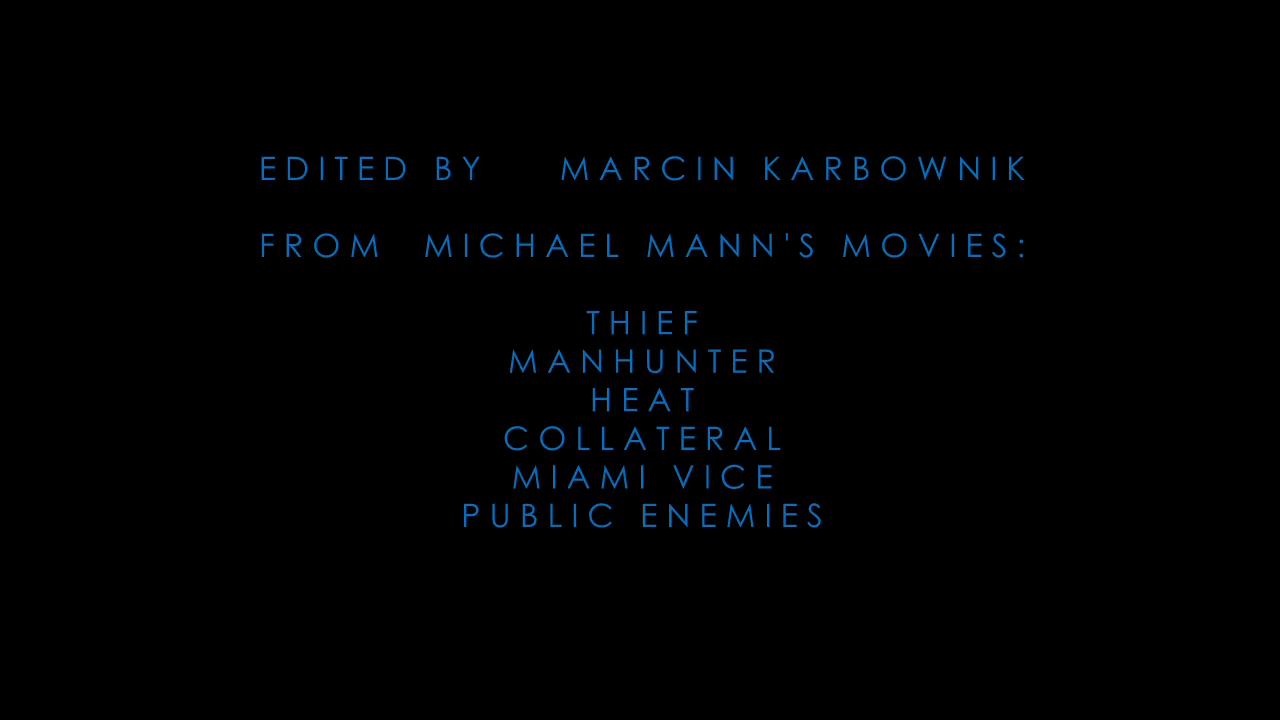 EDITED BY MARCIN KARBOWNIK
FROM MICHAEL MANN'S MOVIES:
THIEF
MANHUNTER
HEAT
COLLATERAL
MIAMI VICE
PUBLIC ENEMIES